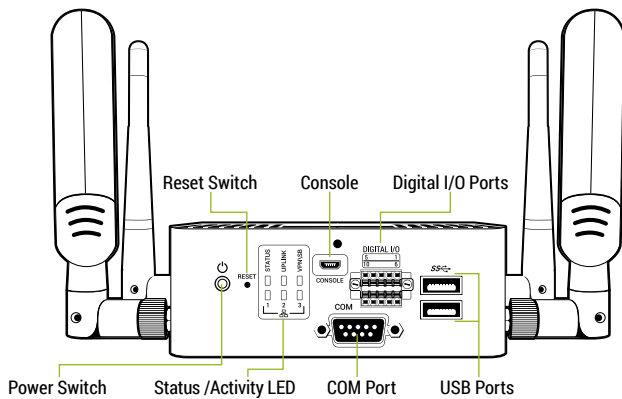 Reset Switch
Console
Digital I/O Ports
STATUS
UPLINK
VPN\SB
RESET
CONSOLE
DIGITAL I/O
5 1
10 6
SS
COM
1 2 3
Power Switch
Status /Activity LED
COM Port
USB Ports